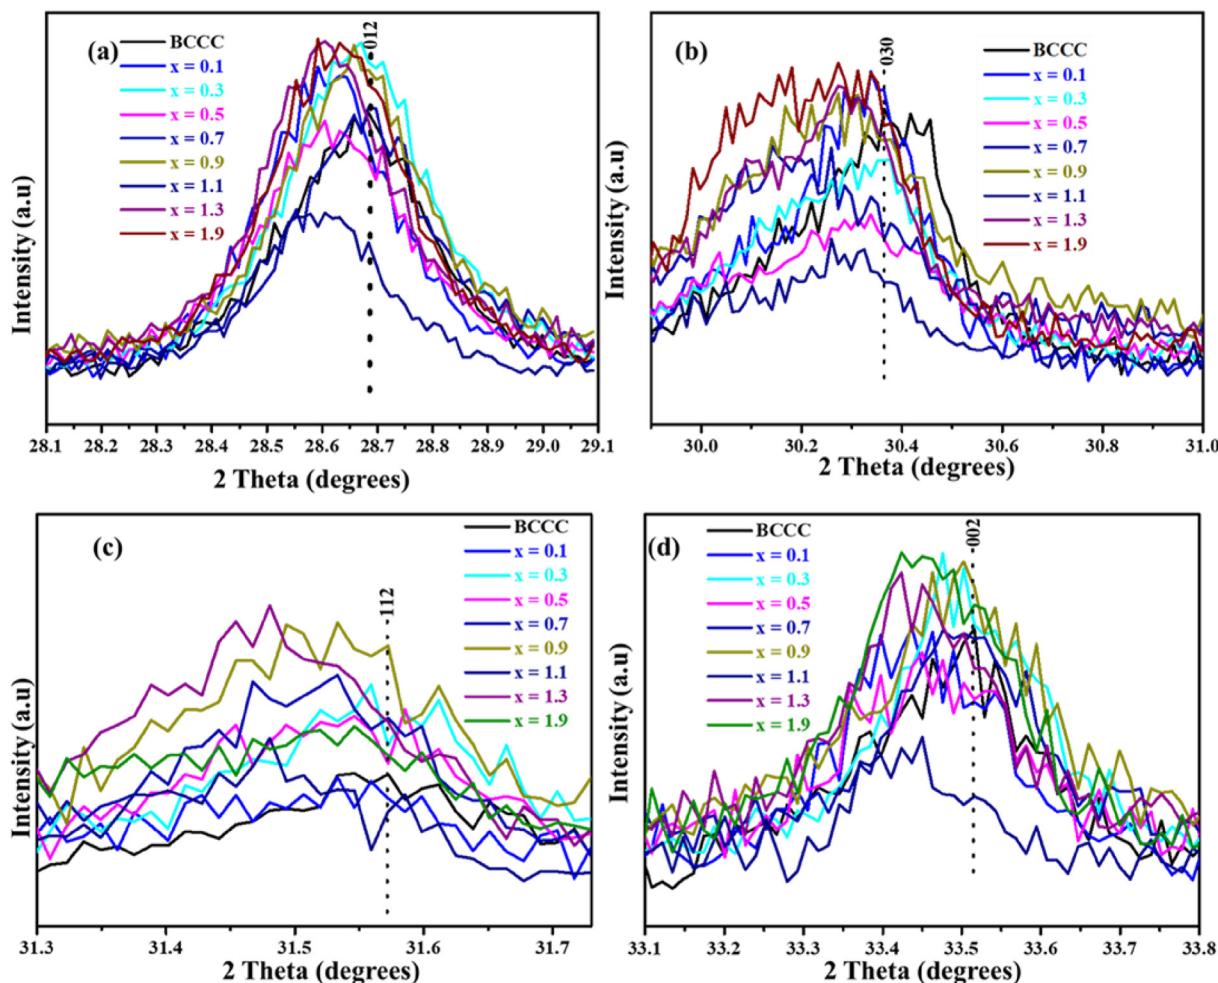 (a)
012
BCCC
x = 0.1
x = 0.3
x = 0.5
x = 0.7
x = 0.9
x = 1.1
x = 1.3
x = 1.9
Intensity (a.u)
28.1 28.2 28.3 28.4 28.5 28.6 28.7 28.8 28.9 29.0 29.1
2 Theta (degrees)
(b)
030
BCCC
x = 0.1
x = 0.3
x = 0.5
x = 0.7
x = 0.9
x = 1.1
x = 1.3
x = 1.9
Intensity (a.u)
30.0 30.2 30.4 30.6 30.8 31.0
2 Theta (degrees)
(c)
112
BCCC
x = 0.1
x = 0.3
x = 0.5
x = 0.7
x = 0.9
x = 1.1
x = 1.3
x = 1.9
Intensity (a.u)
31.3 31.4 31.5 31.6 31.7
2 Theta (degrees)
(d)
002
BCCC
x = 0.1
x = 0.3
x = 0.5
x = 0.7
x = 0.9
x = 1.1
x = 1.3
x = 1.9
Intensity (a.u)
33.1 33.2 33.3 33.4 33.5 33.6 33.7 33.8
2 Theta (degrees)